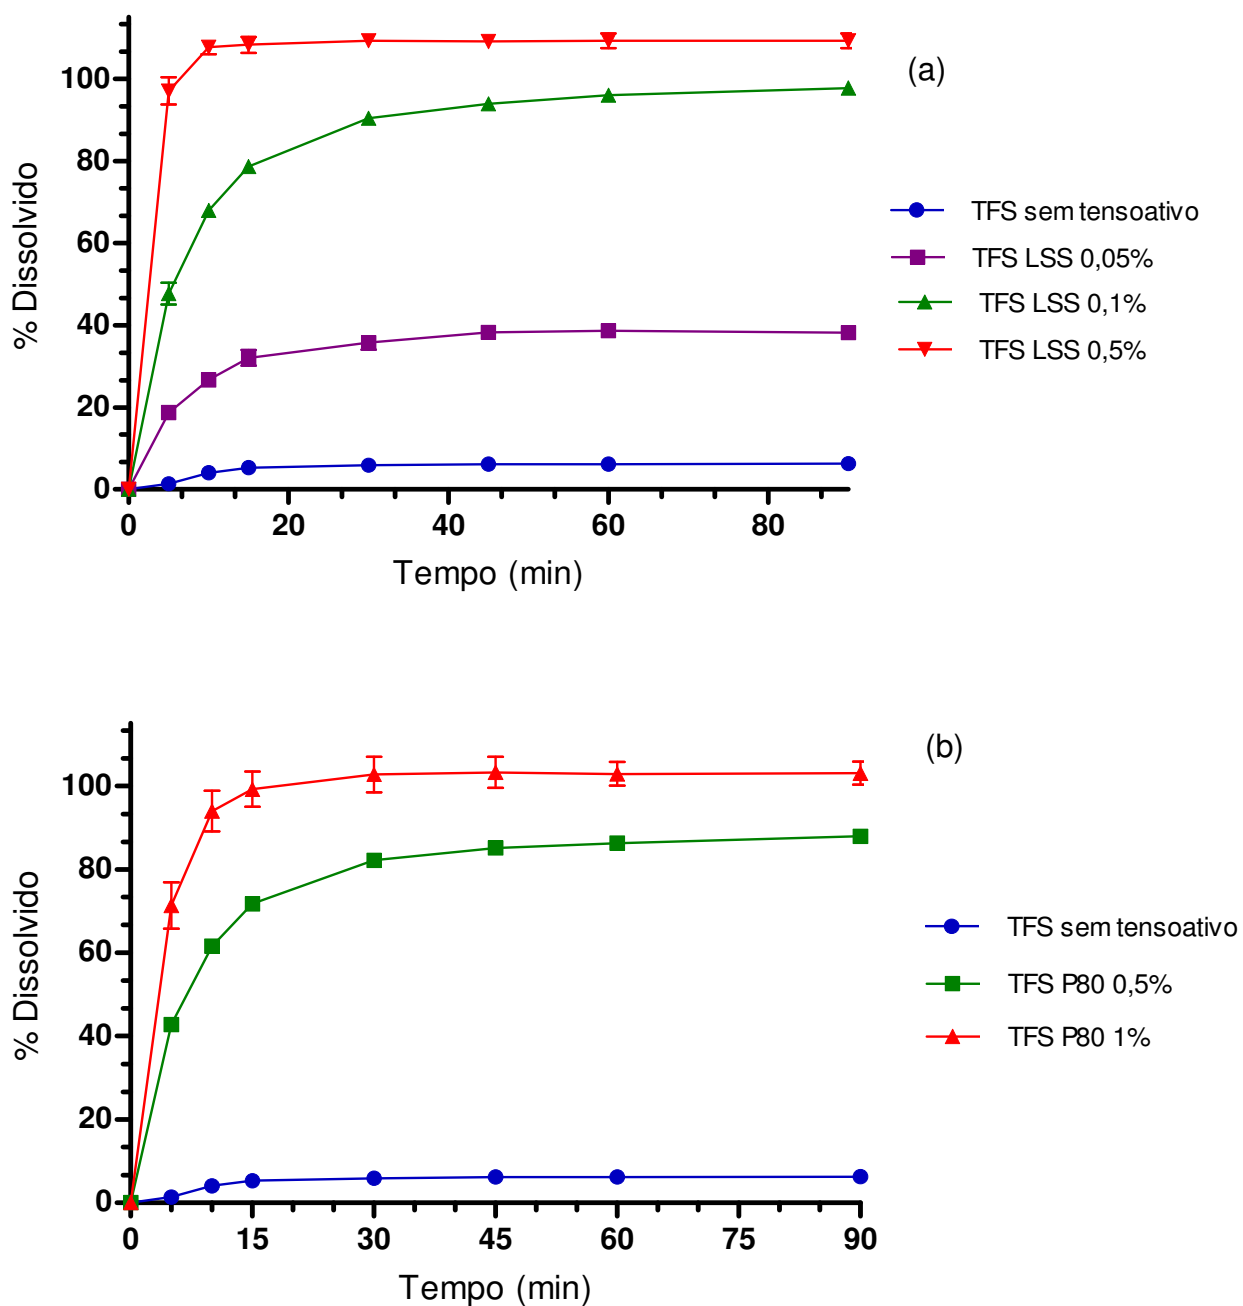 (a)
100
80
60
40
20
0
% Dissolvido
0 20 40 60 80
Tempo (min)
TFS sem tensoativo
TFS LSS 0,05%
TFS LSS 0,1%
TFS LSS 0,5%
(b)
100
80
60
40
20
0
% Dissolvido
0 15 30 45 60 75 90
Tempo (min)
TFS sem tensoativo
TFS P80 0,5%
TFS P80 1%